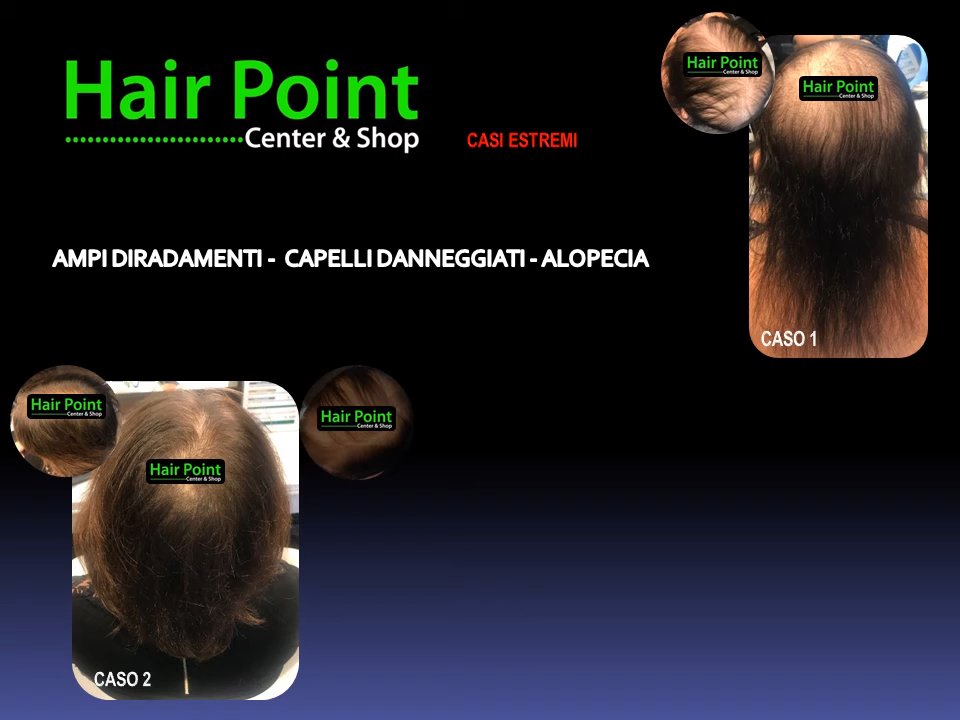 Hair Point
Center & Shop
CASI ESTREMI
AMPI DIRADAMENTI - CAPELLI DANNEGGIATI - ALOPECIA
Hair Point
Center & Shop
Hair Point
Center & Shop
CASO 1
Hair Point
Center & Shop
Hair Point
Center & Shop
Hair Point
Center & Shop
CASO 2